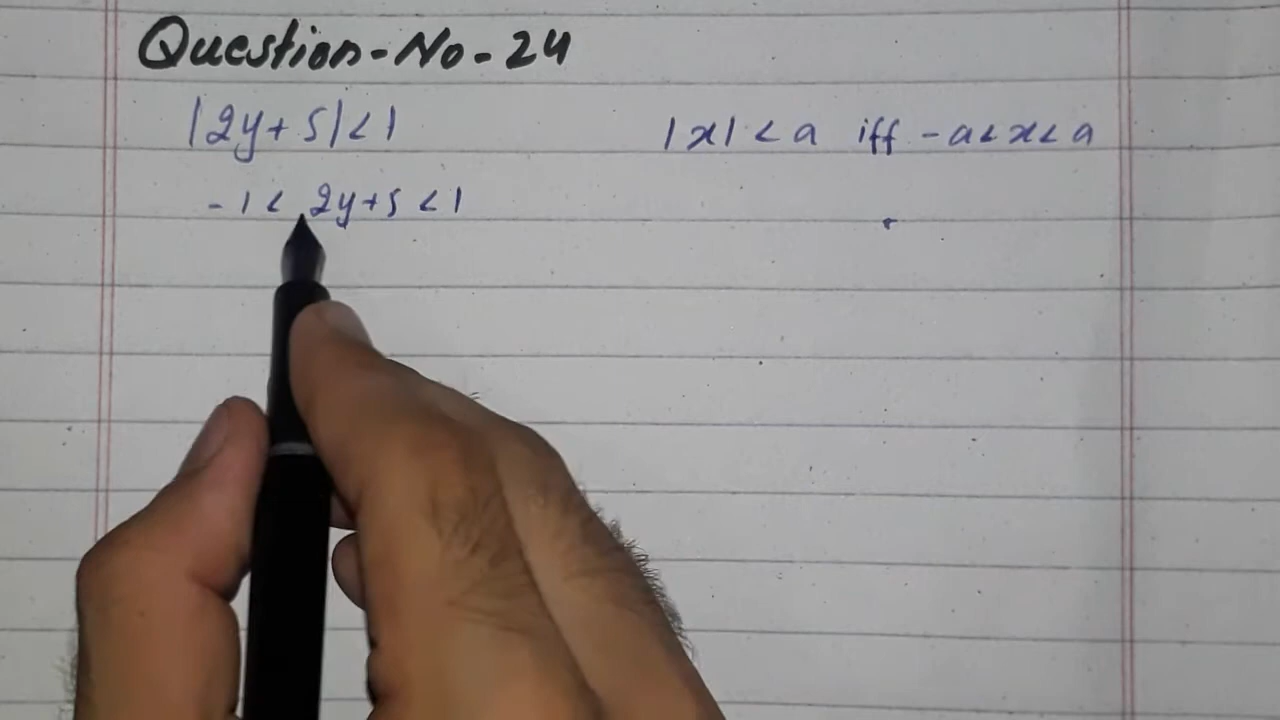 Question-No-24
|2y+5|<1
|x|<a iff -a<x<a
-1< 2y+5 <1